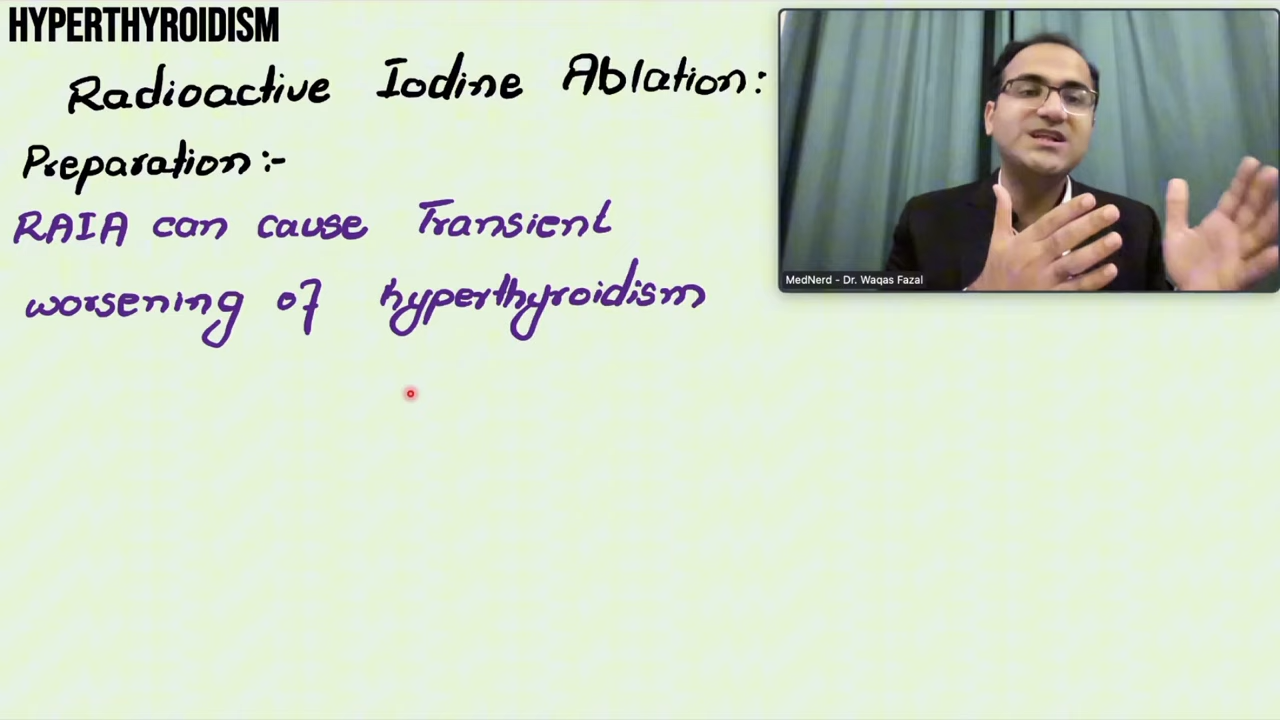 HYPERTHYROIDISM
Radioactive Iodine Ablation:
Preparation:-
RAIA can cause Transient
worsening of hyperthyroidism
MedNerd - Dr. Waqas Fazal